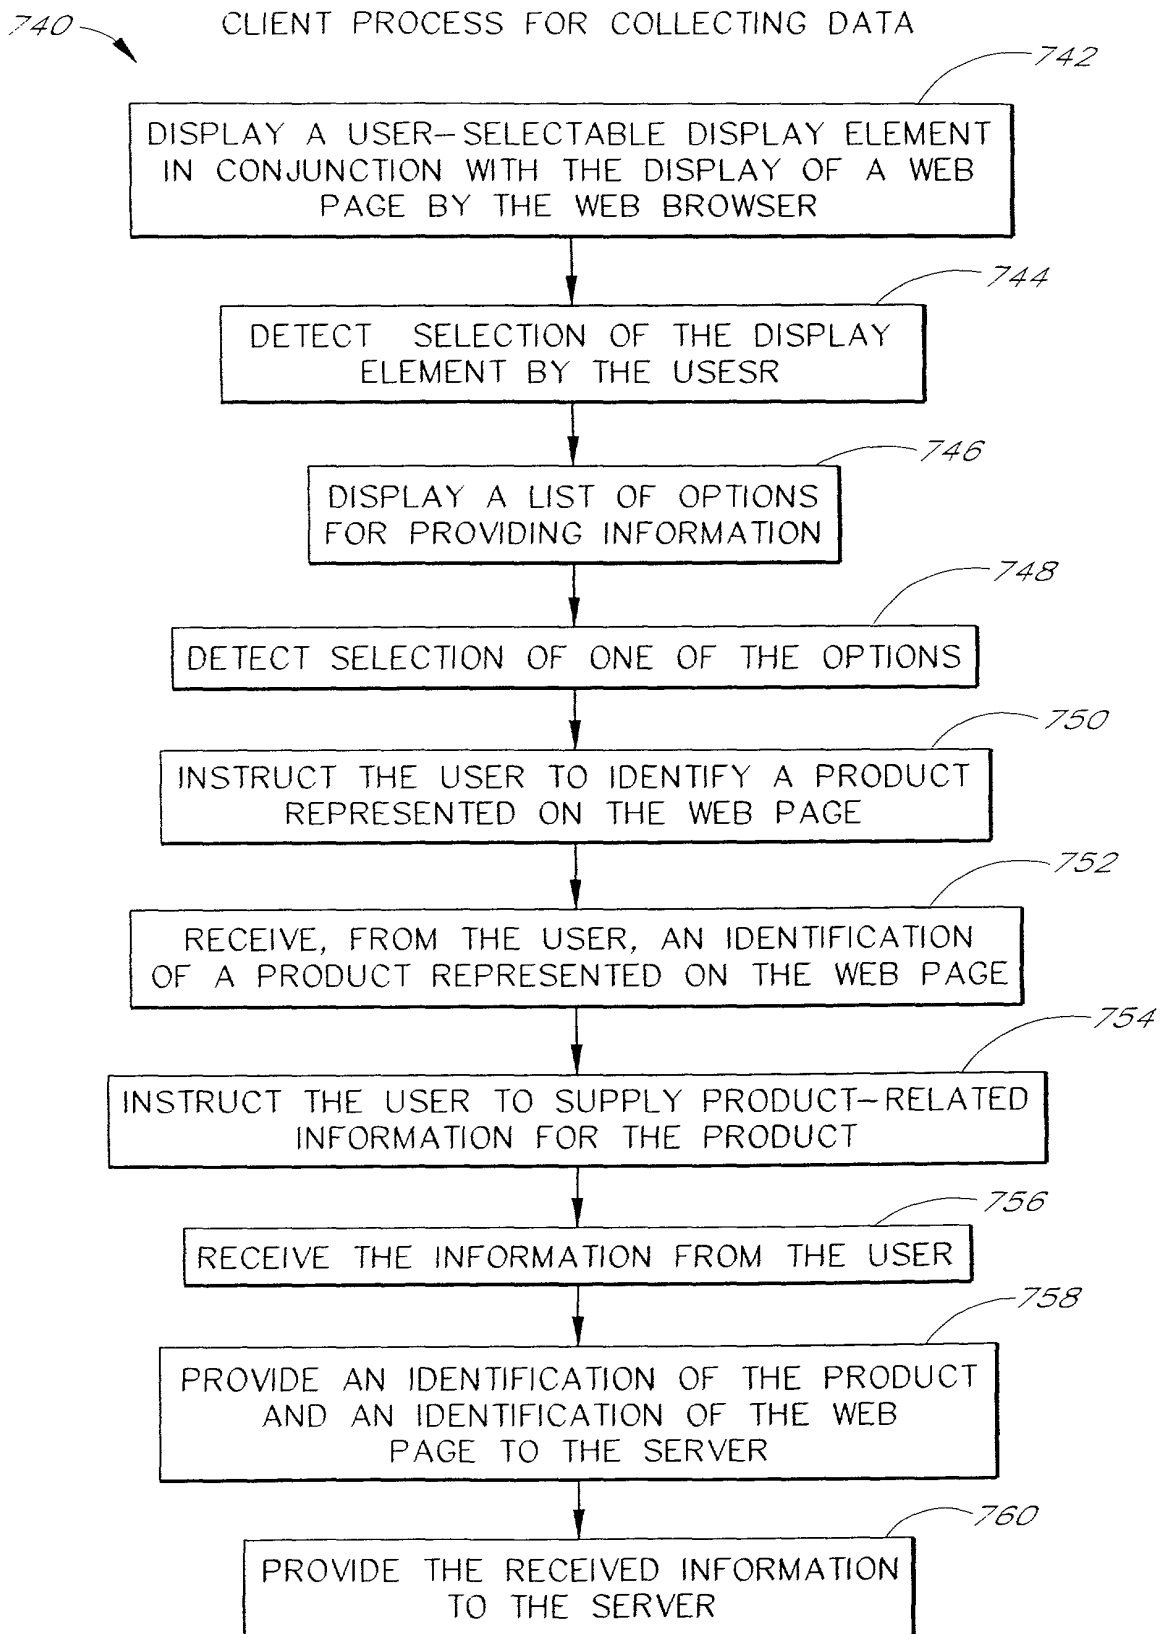 740
CLIENT PROCESS FOR COLLECTING DATA
742
DISPLAY A USER-SELECTABLE DISPLAY ELEMENT
IN CONJUNCTION WITH THE DISPLAY OF A WEB
PAGE BY THE WEB BROWSER
744
DETECT SELECTION OF THE DISPLAY
ELEMENT BY THE USESR
746
DISPLAY A LIST OF OPTIONS
FOR PROVIDING INFORMATION
748
DETECT SELECTION OF ONE OF THE OPTIONS
750
INSTRUCT THE USER TO IDENTIFY A PRODUCT
REPRESENTED ON THE WEB PAGE
752
RECEIVE, FROM THE USER, AN IDENTIFICATION
OF A PRODUCT REPRESENTED ON THE WEB PAGE
754
INSTRUCT THE USER TO SUPPLY PRODUCT-RELATED
INFORMATION FOR THE PRODUCT
756
RECEIVE THE INFORMATION FROM THE USER
758
PROVIDE AN IDENTIFICATION OF THE PRODUCT
AND AN IDENTIFICATION OF THE WEB
PAGE TO THE SERVER
760
PROVIDE THE RECEIVED INFORMATION
TO THE SERVER